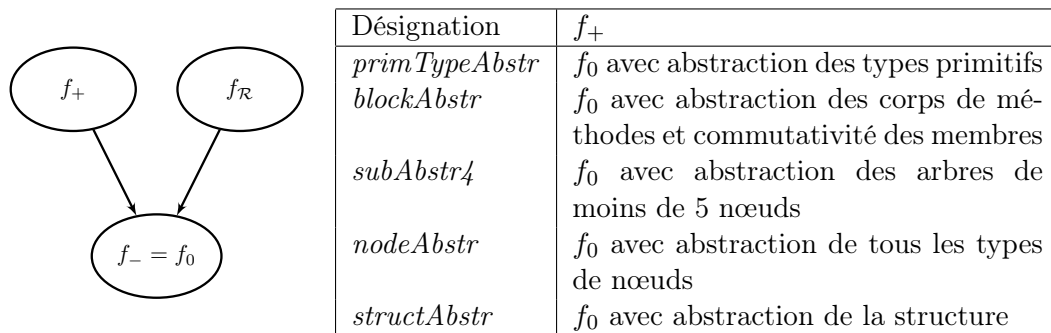 f₊
f_ℛ
f₋ = f₀
Désignation f₊
primTypeAbstr f₀ avec abstraction des types primitifs
blockAbstr f₀ avec abstraction des corps de mé-
thodes et commutativité des membres
subAbstr4 f₀ avec abstraction des arbres de
moins de 5 nœuds
nodeAbstr f₀ avec abstraction de tous les types
de nœuds
structAbstr f₀ avec abstraction de la structure